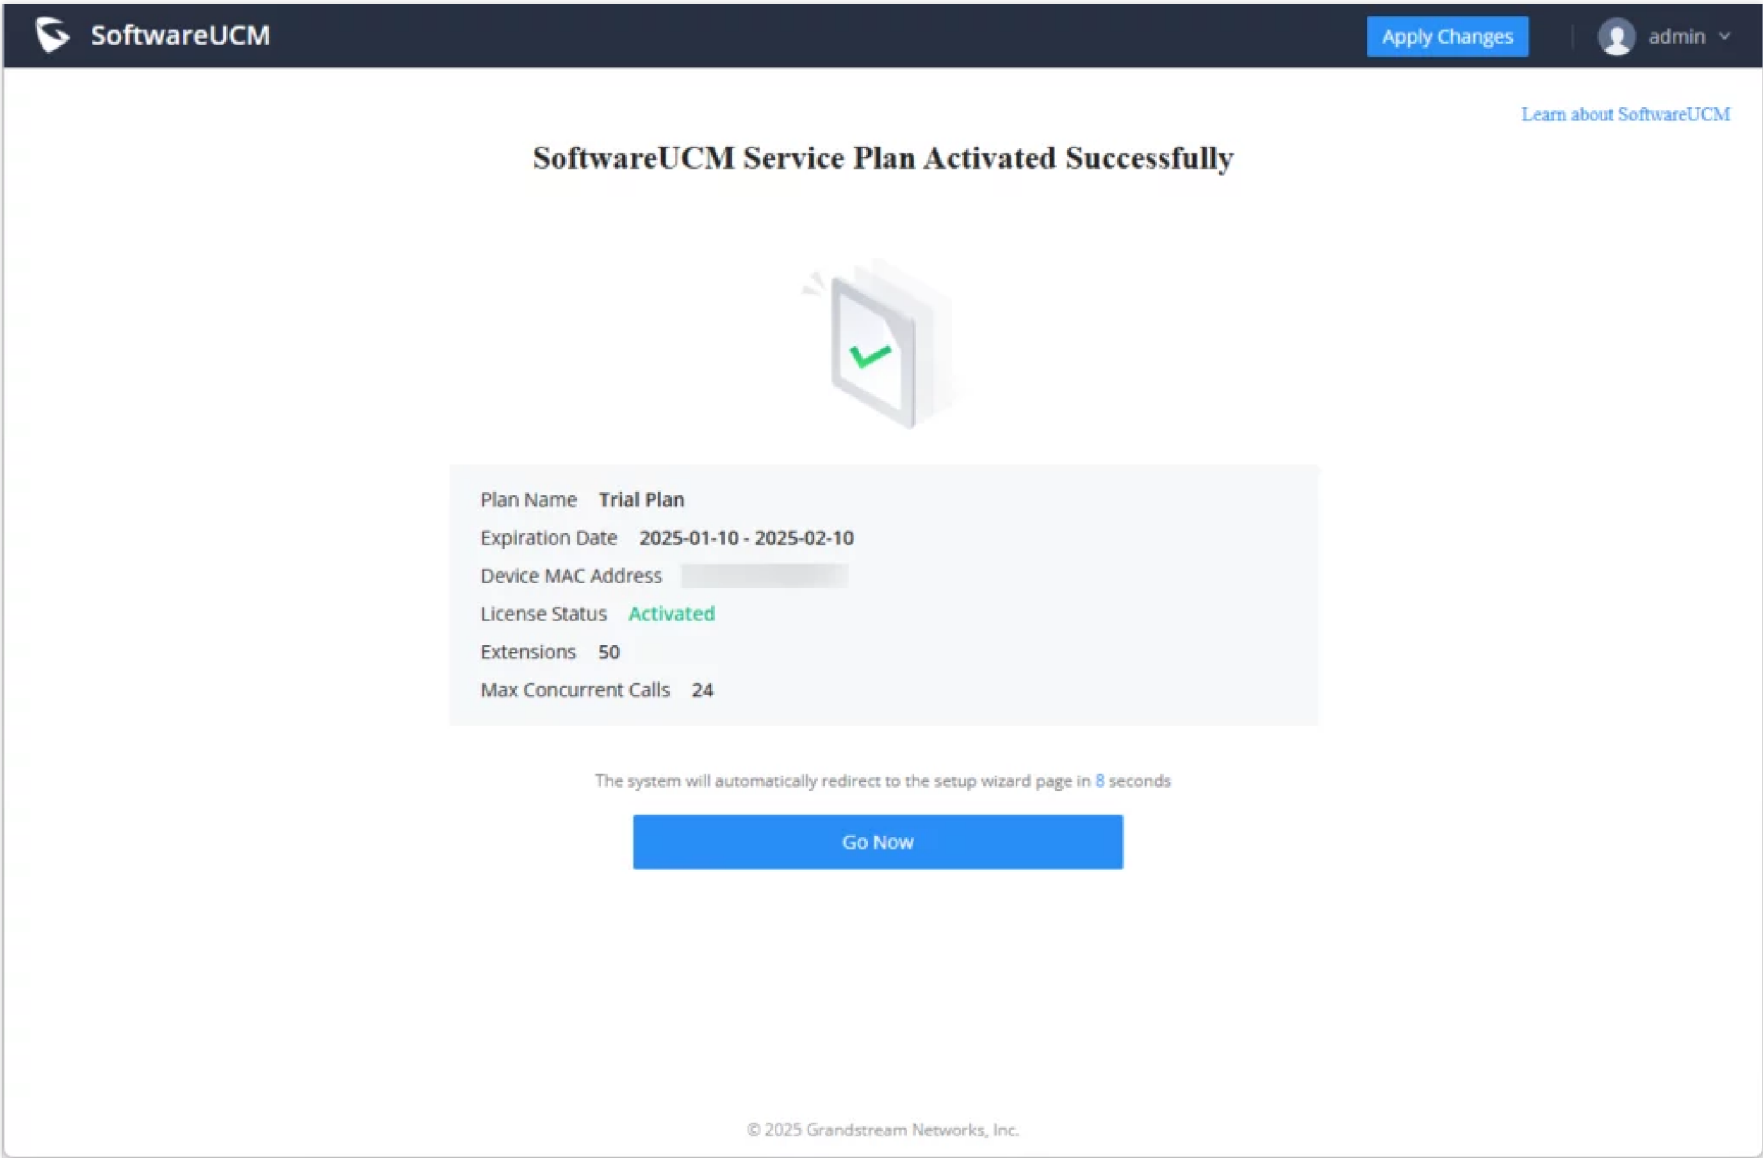 SoftwareUCM
Apply Changes
admin
Learn about SoftwareUCM
SoftwareUCM Service Plan Activated Successfully
Plan Name Trial Plan
Expiration Date 2025-01-10 - 2025-02-10
Device MAC Address
License Status Activated
Extensions 50
Max Concurrent Calls 24
The system will automatically redirect to the setup wizard page in 8 seconds
Go Now
© 2025 Grandstream Networks, Inc.